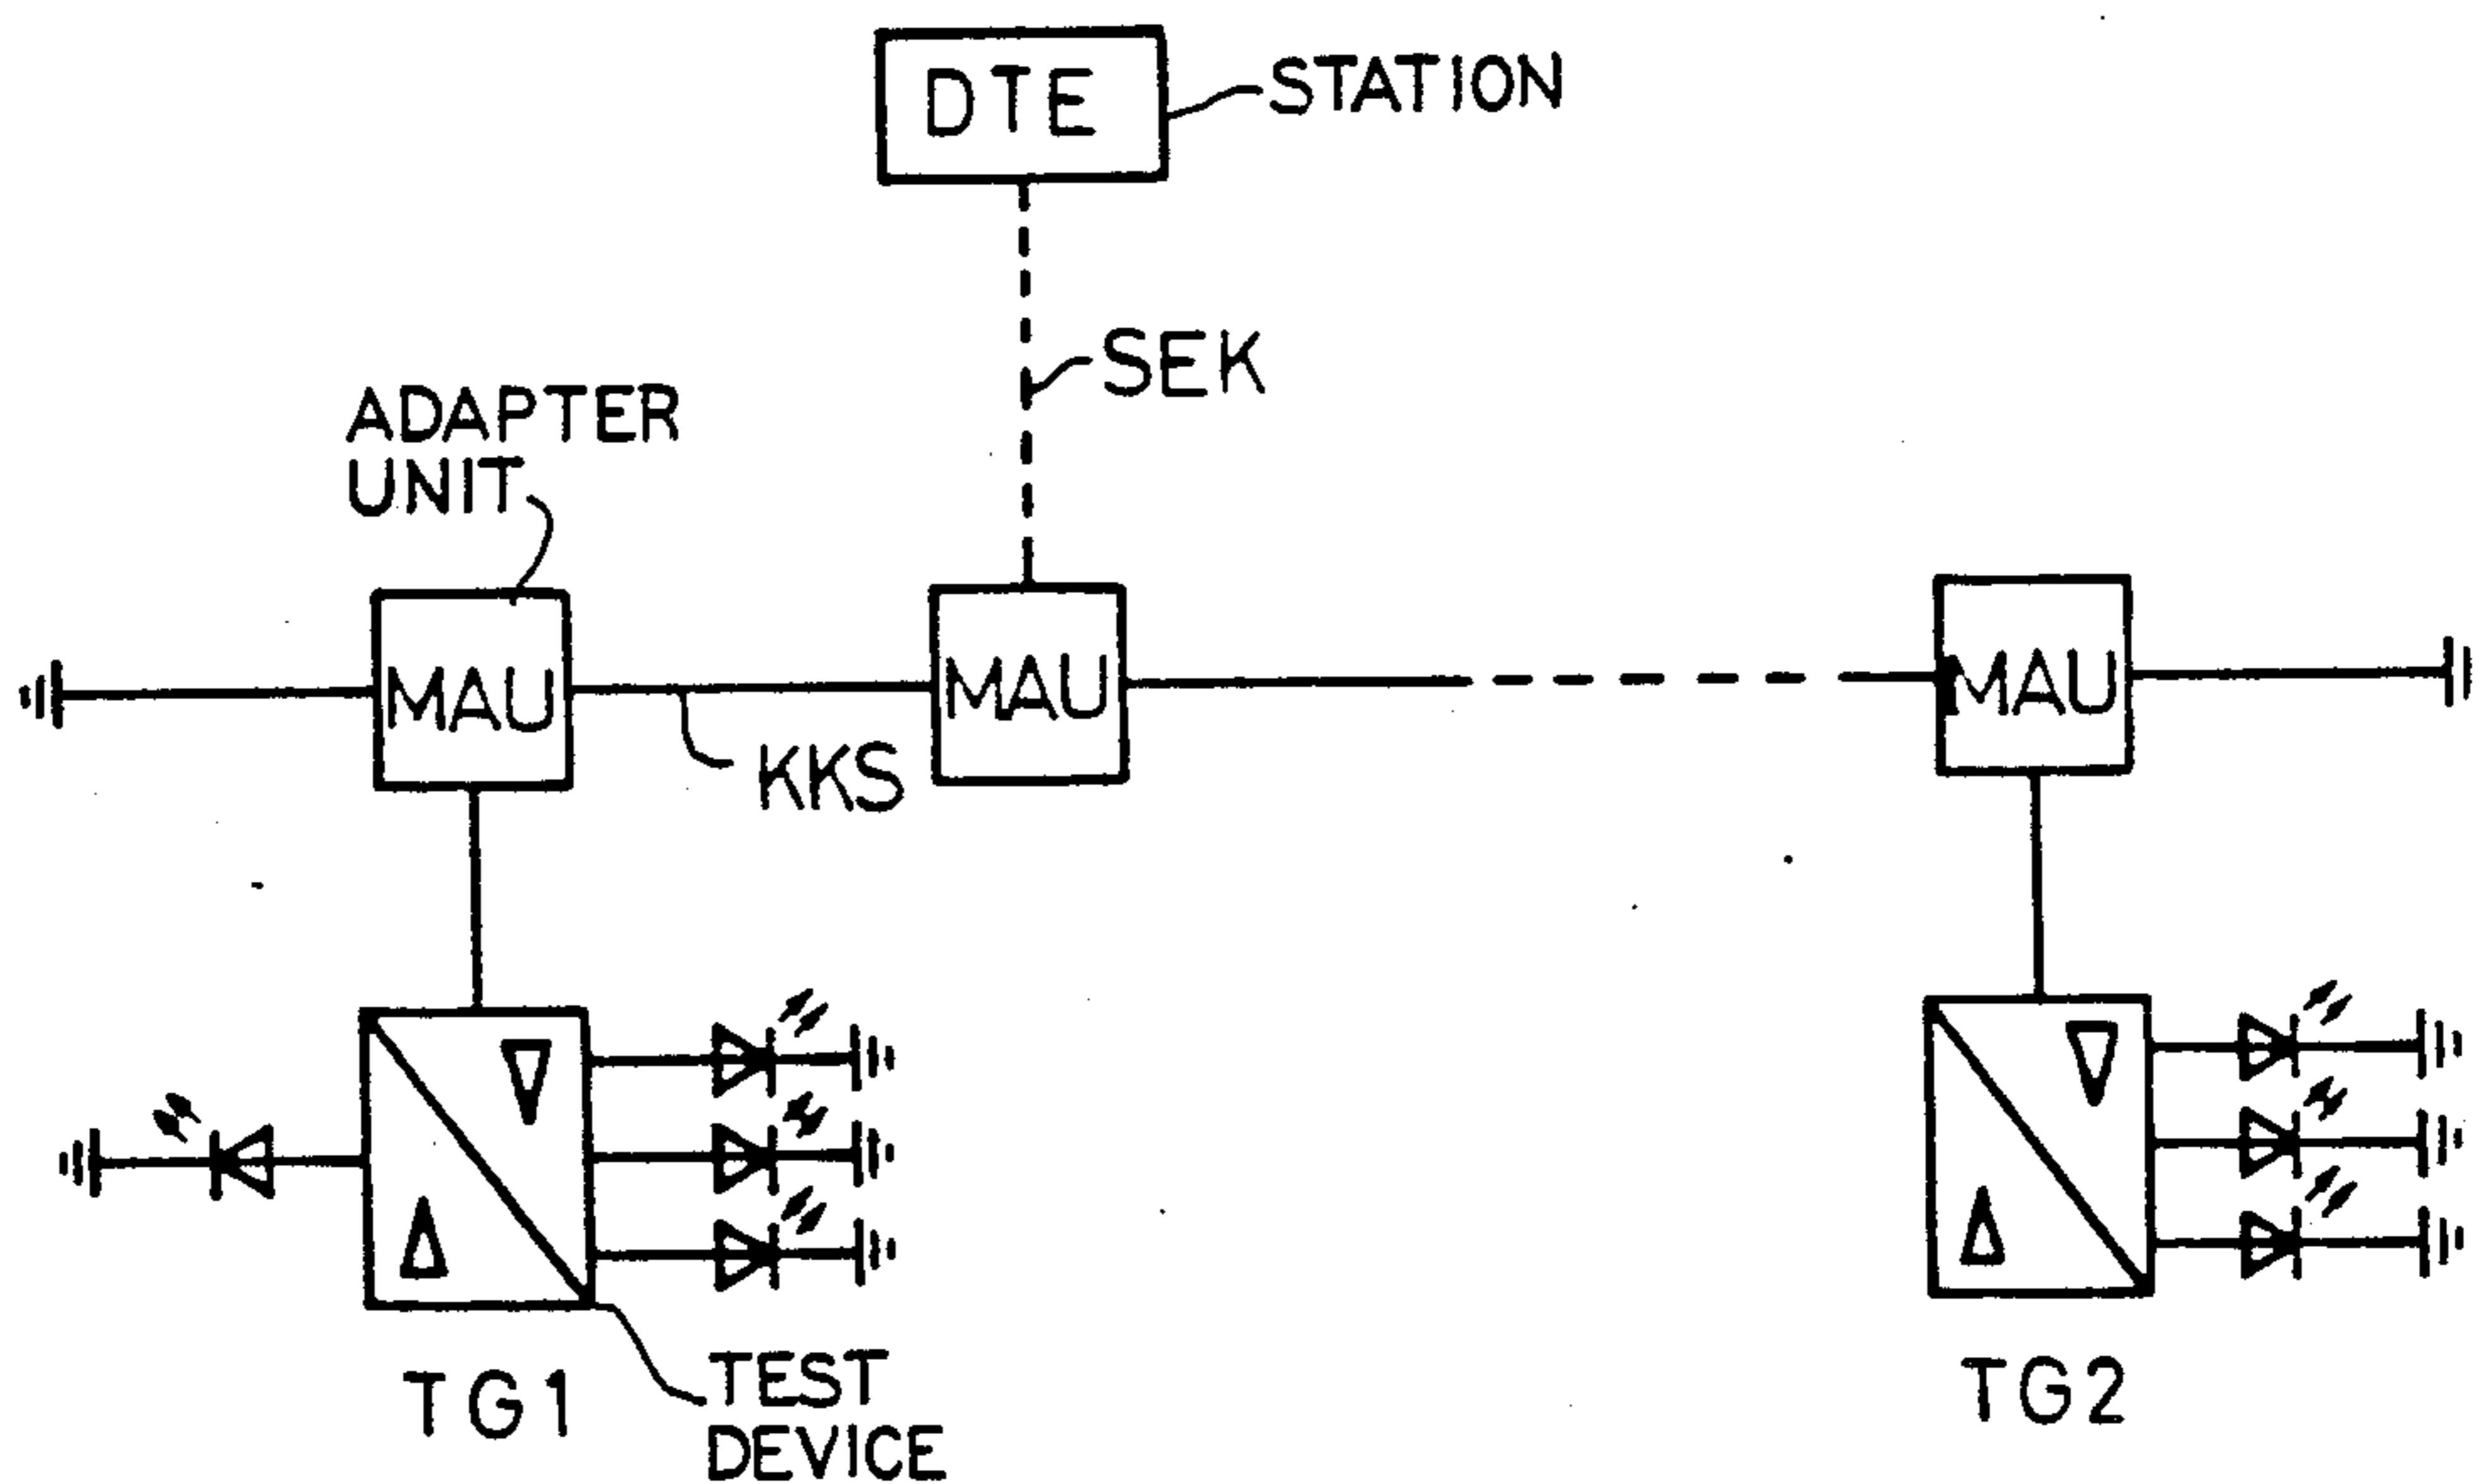 DTE
STATION
SEK
ADAPTER
UNIT
MAU
MAU
MAU
KKS
TG1
TEST
DEVICE
TG2